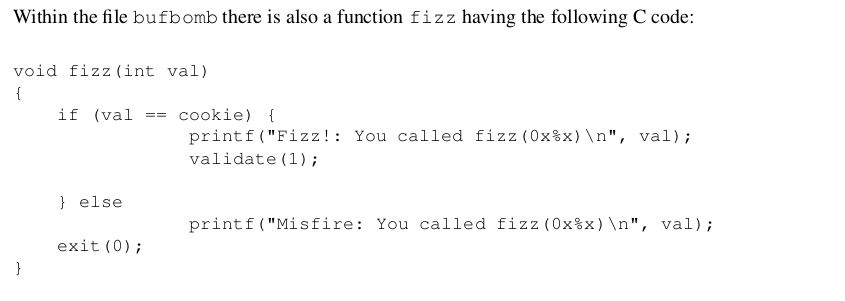 Within the file bufbomb there is also a function fizz having the following C code:
void fizz(int val)
{
    if (val == cookie) {
                printf("Fizz!: You called fizz(0x%x)\n", val);
                validate(1);
    } else
                printf("Misfire: You called fizz(0x%x)\n", val);
    exit(0);
}